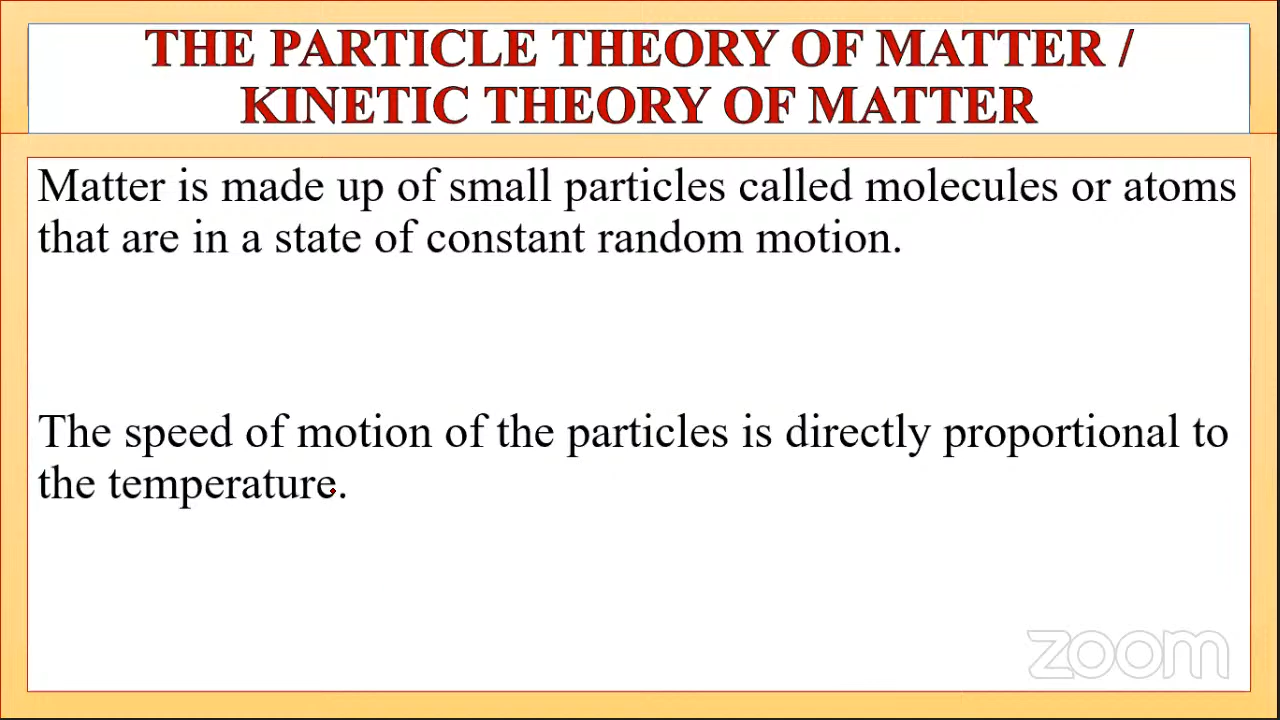 THE PARTICLE THEORY OF MATTER /
KINETIC THEORY OF MATTER
Matter is made up of small particles called molecules or atoms
that are in a state of constant random motion.
The speed of motion of the particles is directly proportional to
the temperature.
zoom